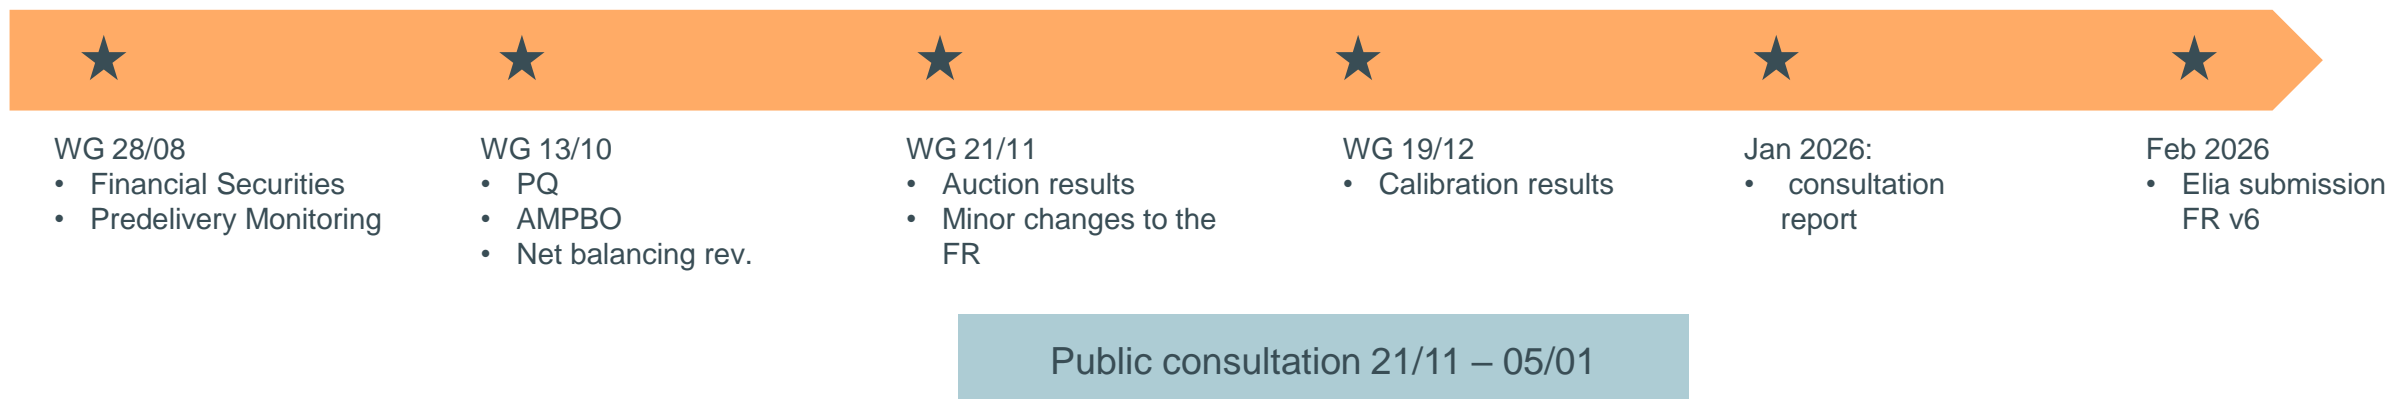 WG 28/08
• Financial Securities
• Predelivery Monitoring
WG 13/10
• PQ
• AMPBO
• Net balancing rev.
WG 21/11
• Auction results
• Minor changes to the
FR
WG 19/12
• Calibration results
Jan 2026:
• consultation
report
Feb 2026
• Elia submission
FR v6
Public consultation 21/11 – 05/01